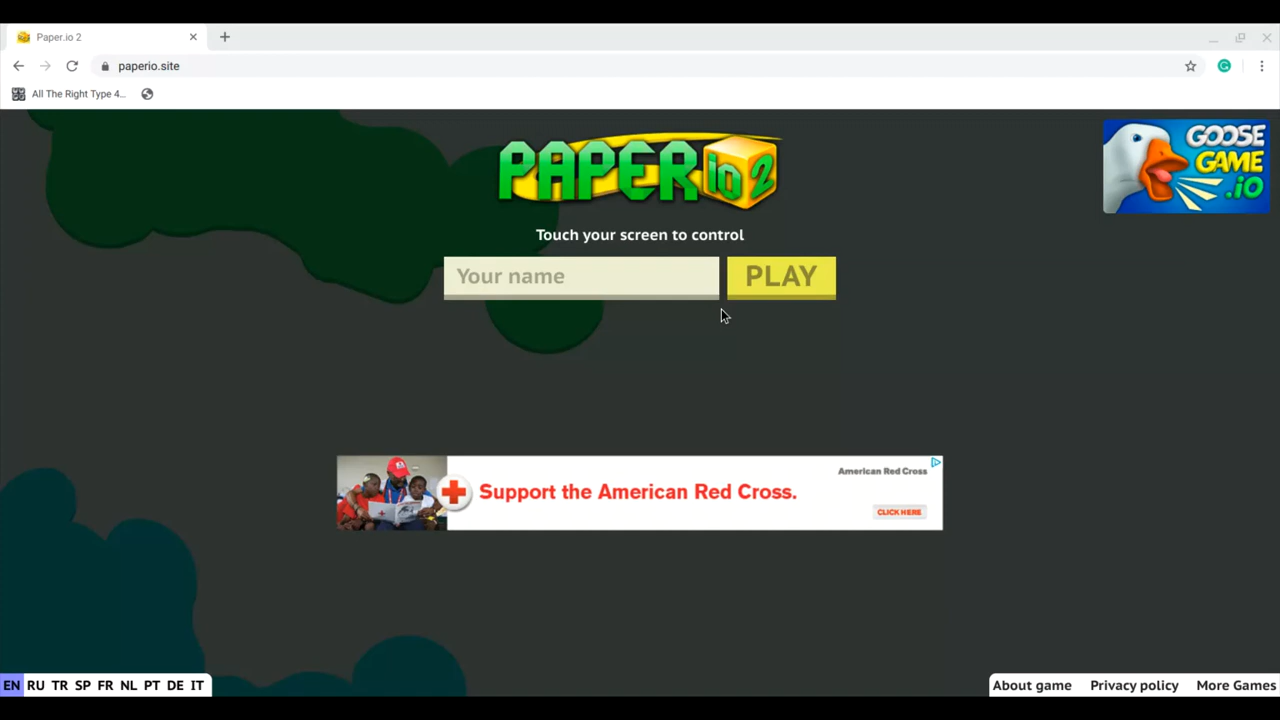 Paper.io 2
paperio.site
All The Right Type 4...
PAPER io 2
GOOSE
GAME
.iO
Touch your screen to control
Your name
PLAY
American Red Cross
Support the American Red Cross.
CLICK HERE
EN RU TR SP FR NL PT DE IT
About game Privacy policy More Games